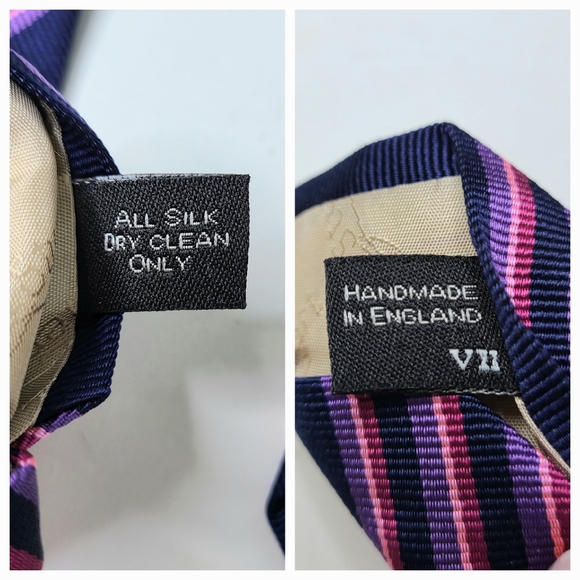 ALL SILK
DRY CLEAN
ONLY
HANDMADE
IN ENGLAND
VII